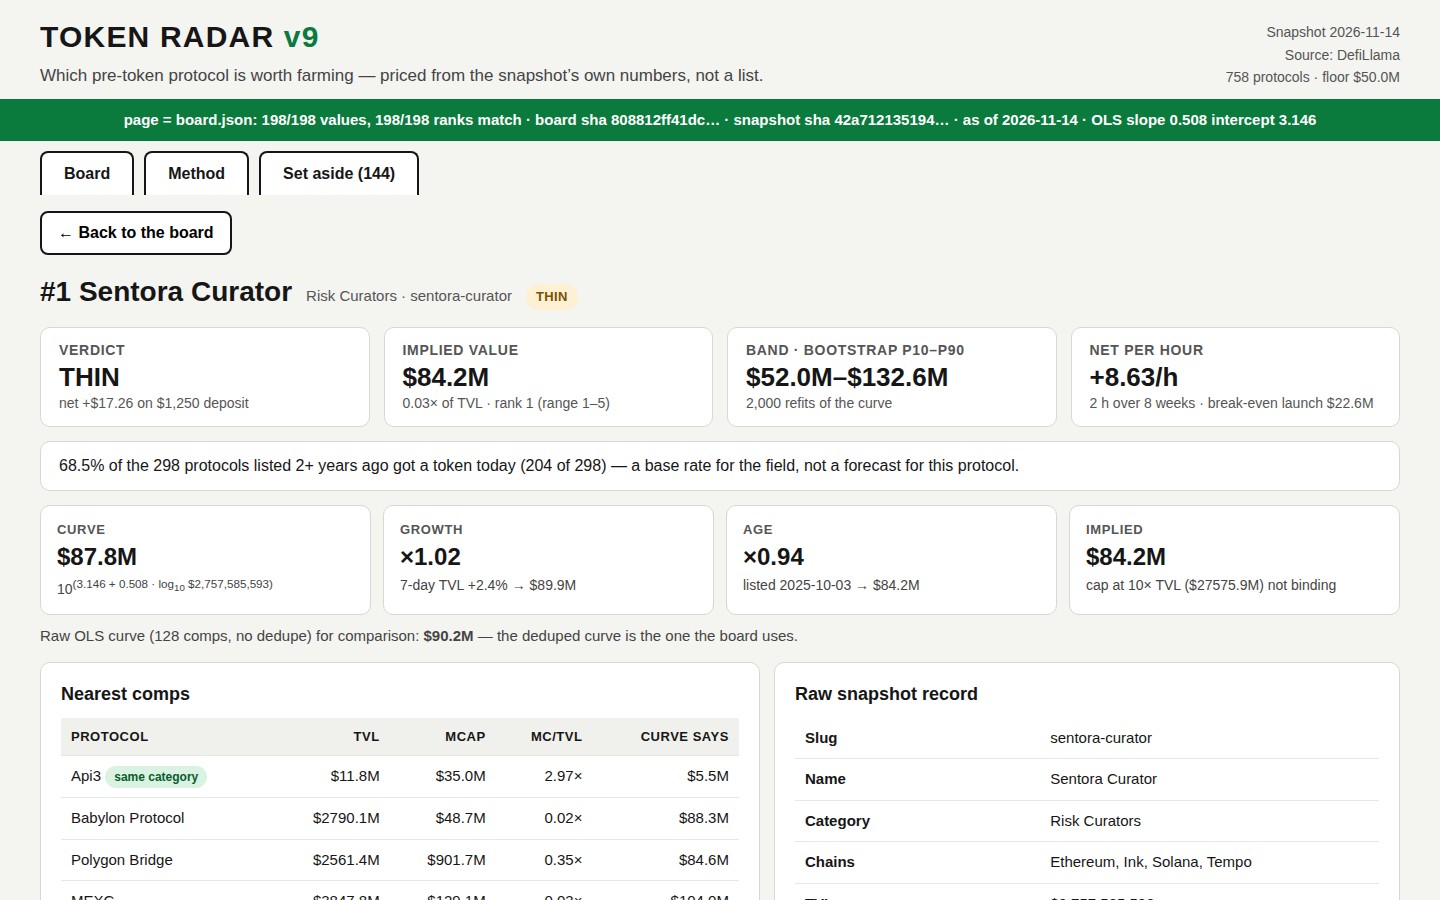 TOKEN RADAR v9
Which pre-token protocol is worth farming — priced from the snapshot’s own numbers, not a list.
Snapshot 2026-11-14
Source: DefiLlama
758 protocols · floor $50.0M
page = board.json: 198/198 values, 198/198 ranks match · board sha 808812ff41dc… · snapshot sha 42a712135194… · as of 2026-11-14 · OLS slope 0.508 intercept 3.146
Board
Method
Set aside (144)
← Back to the board
#1 Sentora Curator Risk Curators · sentora-curator THIN
VERDICT
THIN
net +$17.26 on $1,250 deposit
IMPLIED VALUE
$84.2M
0.03× of TVL · rank 1 (range 1–5)
BAND · BOOTSTRAP P10–P90
$52.0M–$132.6M
2,000 refits of the curve
NET PER HOUR
+8.63/h
2 h over 8 weeks · break-even launch $22.6M
68.5% of the 298 protocols listed 2+ years ago got a token today (204 of 298) — a base rate for the field, not a forecast for this protocol.
CURVE
$87.8M
10(3.146 + 0.508 · log10 $2,757,585,593)
GROWTH
×1.02
7-day TVL +2.4% → $89.9M
AGE
×0.94
listed 2025-10-03 → $84.2M
IMPLIED
$84.2M
cap at 10× TVL ($27575.9M) not binding
Raw OLS curve (128 comps, no dedupe) for comparison: $90.2M — the deduped curve is the one the board uses.
Nearest comps
PROTOCOL TVL MCAP MC/TVL CURVE SAYS
Api3 same category $11.8M $35.0M 2.97× $5.5M
Babylon Protocol $2790.1M $48.7M 0.02× $88.3M
Polygon Bridge $2561.4M $901.7M 0.35× $84.6M
Raw snapshot record
Slug sentora-curator
Name Sentora Curator
Category Risk Curators
Chains Ethereum, Ink, Solana, Tempo